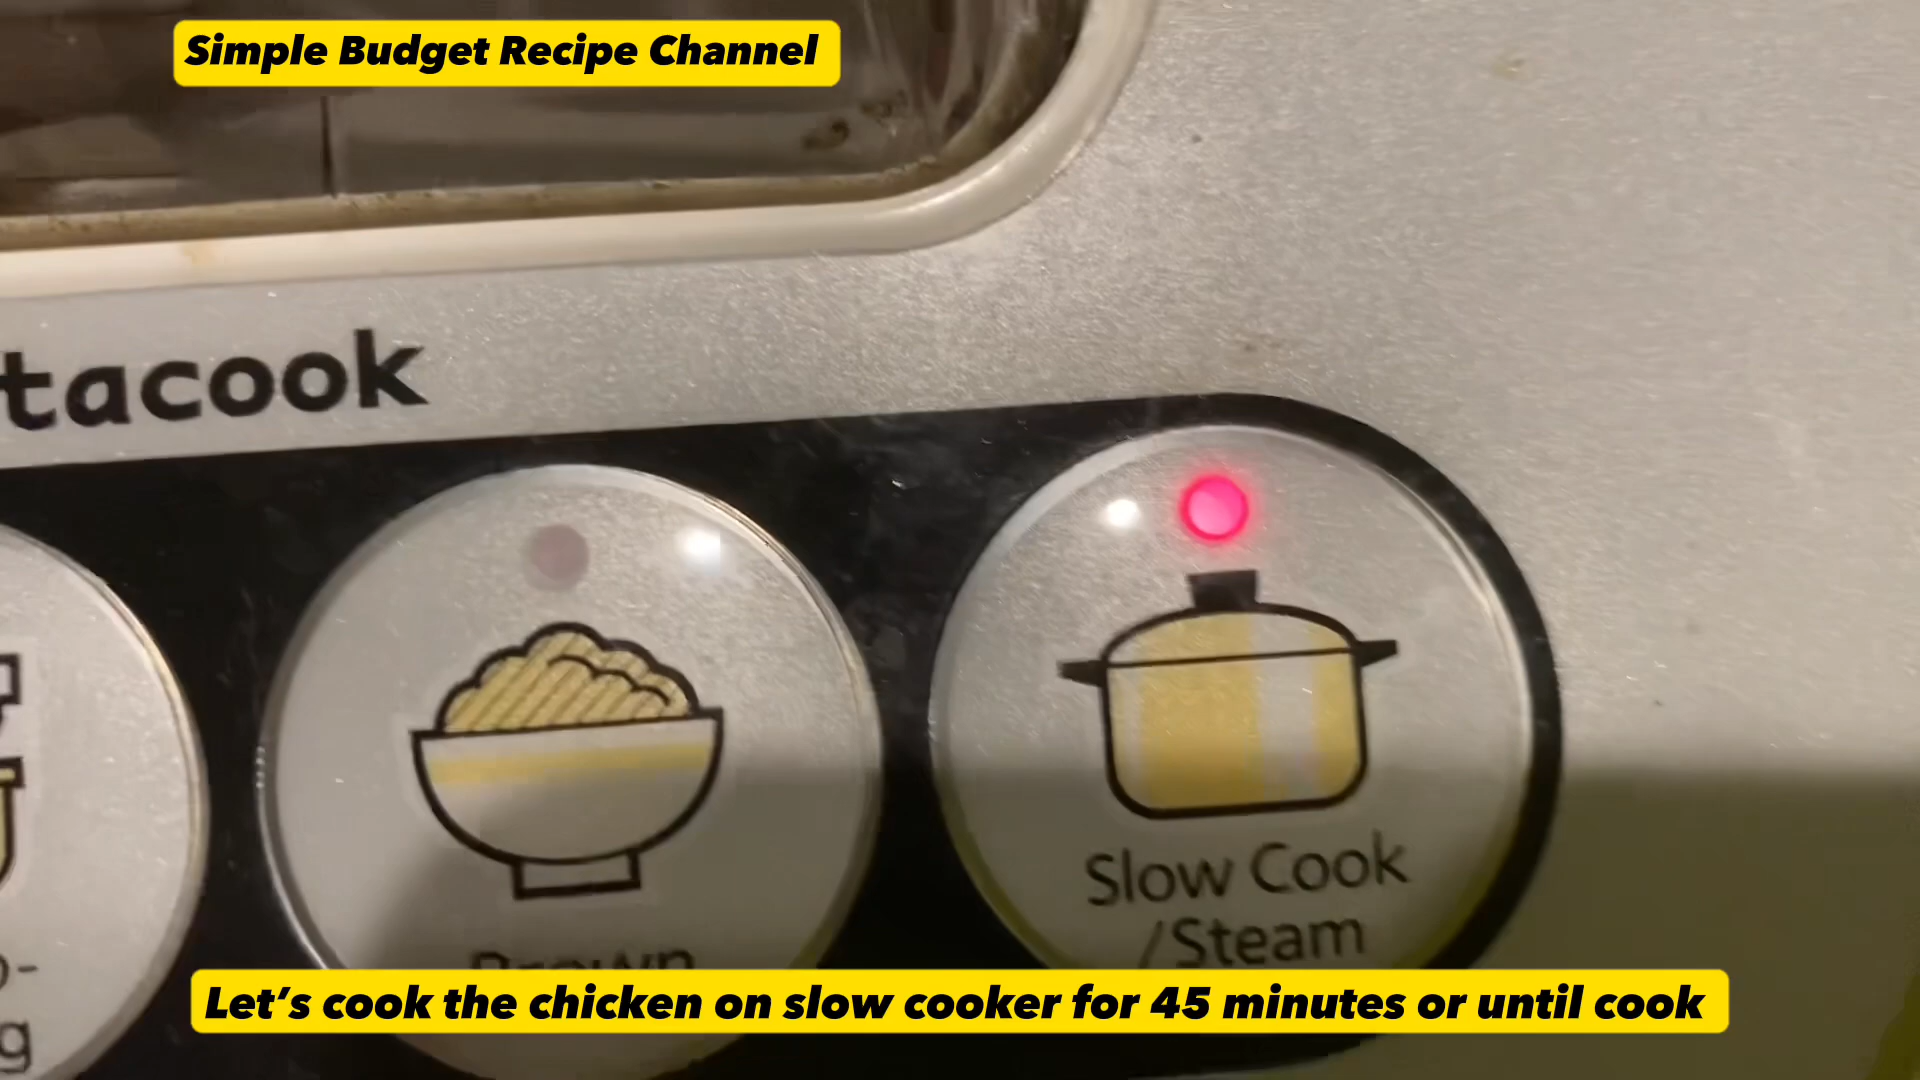 Simple Budget Recipe Channel
tacook
Slow Cook
/Steam
Brown
Let's cook the chicken on slow cooker for 45 minutes or until cook